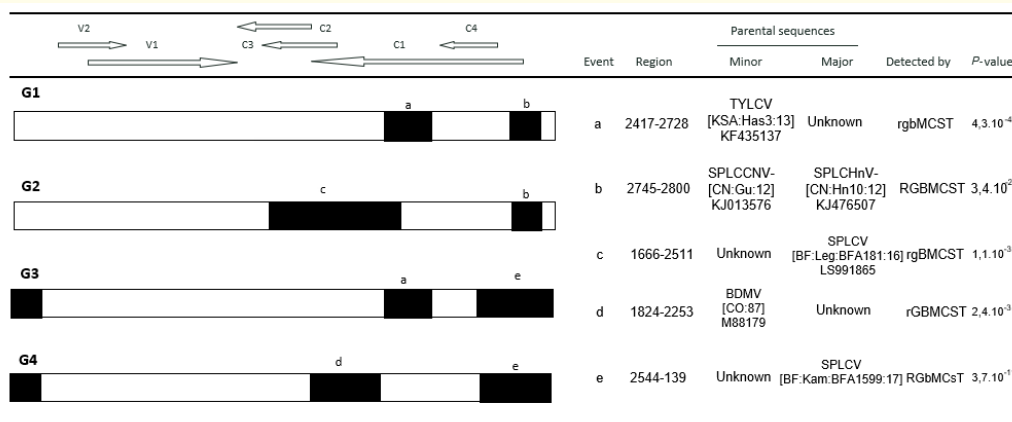 V2
V1
C3
C2
C1
C4
Parental sequences
Event Region Minor Major Detected by P-value
G1
a b
a 2417-2728 TYLCV Unknown rgbMCST 4,3.10-4
[KSA:Has3:13]
KF435137
G2
c b
b 2745-2800 SPLCCNV- SPLCHnV- RGBMCST 3,4.10²
[CN:Gu:12] [CN:Hn10:12]
KJ013576 KJ476507
G3
a e
c 1666-2511 Unknown SPLCV rgBMCST 1,1.10-3
[BF:Leg:BFA181:16]
LS991865
G4
d e
d 1824-2253 BDMV Unknown rGBMCST 2,4.10-3
[CO:87]
M88179
e 2544-139 Unknown SPLCV RGbMCsT
[BF:Kam:BFA1599:17]